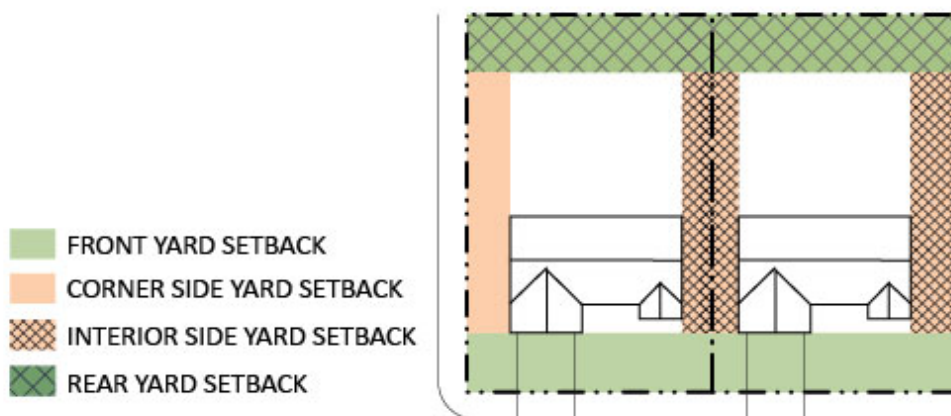 FRONT YARD SETBACK
CORNER SIDE YARD SETBACK
INTERIOR SIDE YARD SETBACK
REAR YARD SETBACK